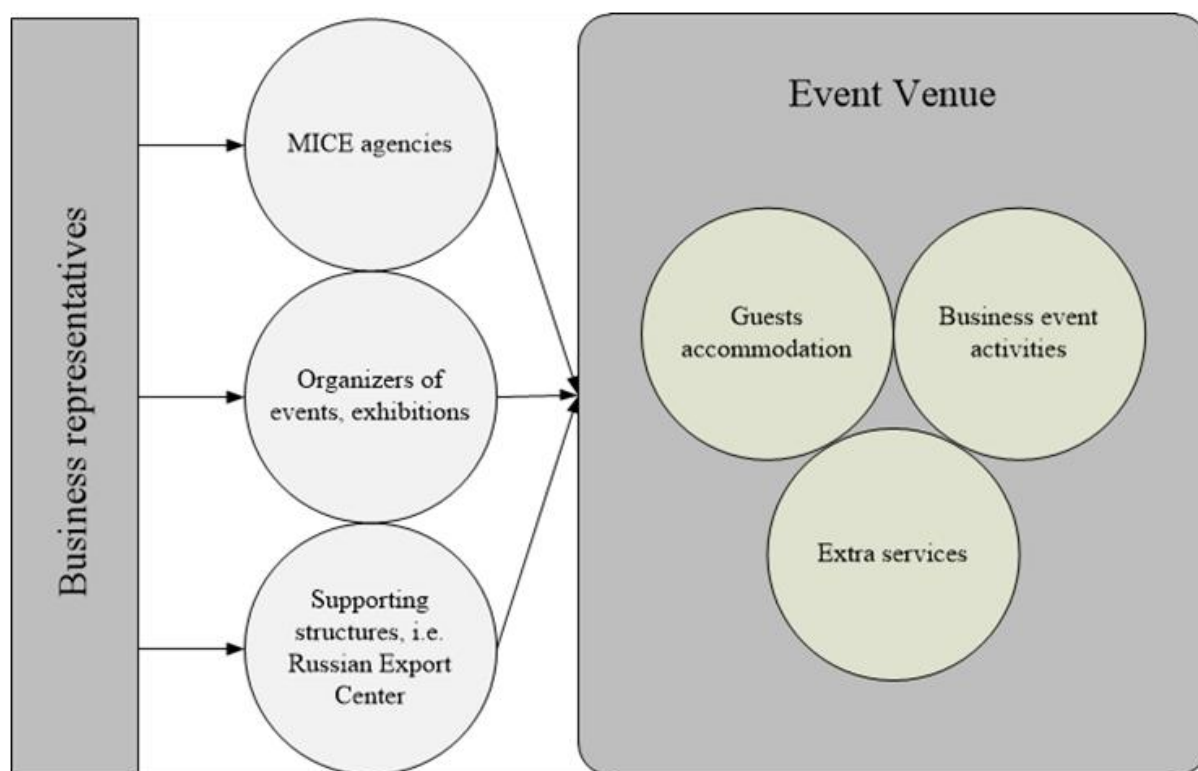 Business representatives
MICE agencies
Organizers of
events, exhibitions
Supporting
structures, i.e.
Russian Export
Center
Event Venue
Guests
accommodation
Business event
activities
Extra services